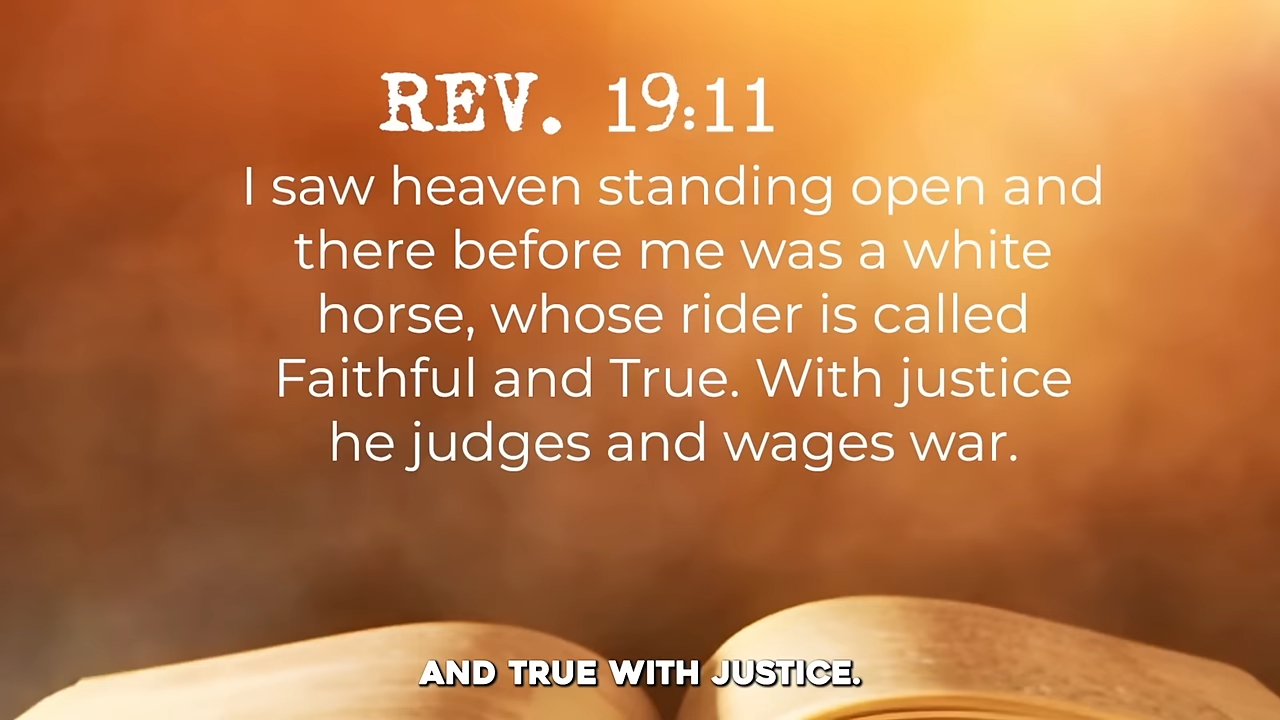 REV. 19:11
I saw heaven standing open and
there before me was a white
horse, whose rider is called
Faithful and True. With justice
he judges and wages war.
AND TRUE WITH JUSTICE.